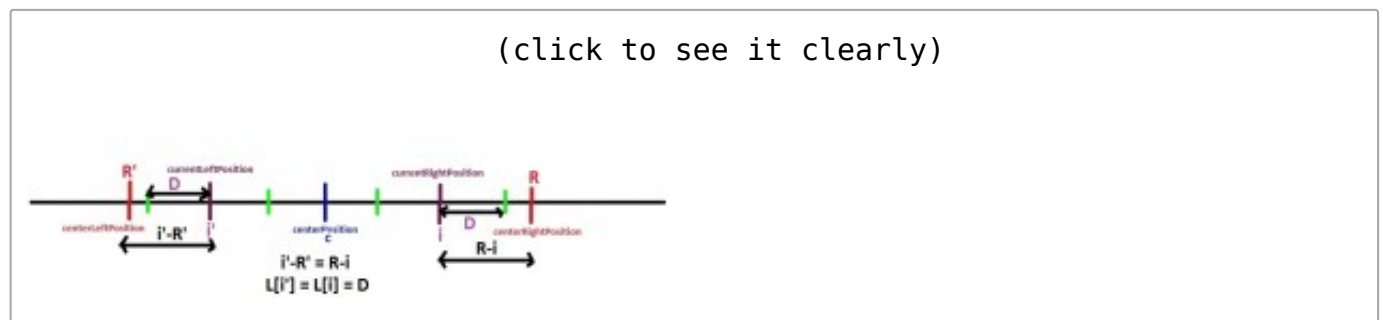 (click to see it clearly)
R' currentLeftPosition currentRightPosition R
D
centerLeftPosition i'-R' i' centerPosition i D centerRightPosition
c
R-i
i'-R' = R-i
L[i'] = L[i] = D